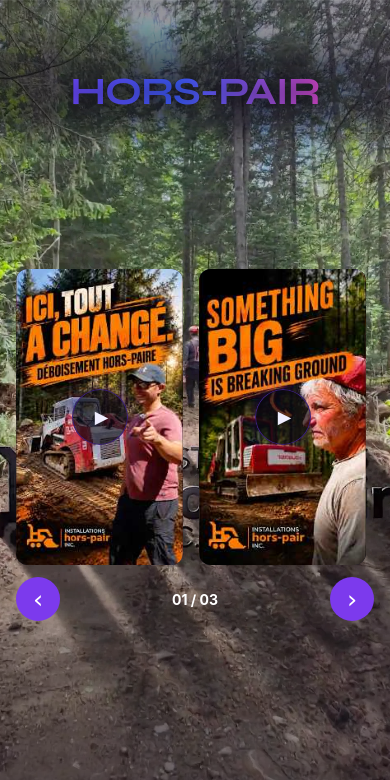 HORS-PAIR
ICI, TOUT
A CHANGÉ.
DÉBOISEMENT HORS-PAIRE
INSTALLATIONS
hors-pair
INC.
SOMETHING
BIG
IS BREAKING GROUND
INSTALLATIONS
hors-pair
INC.
01 / 03